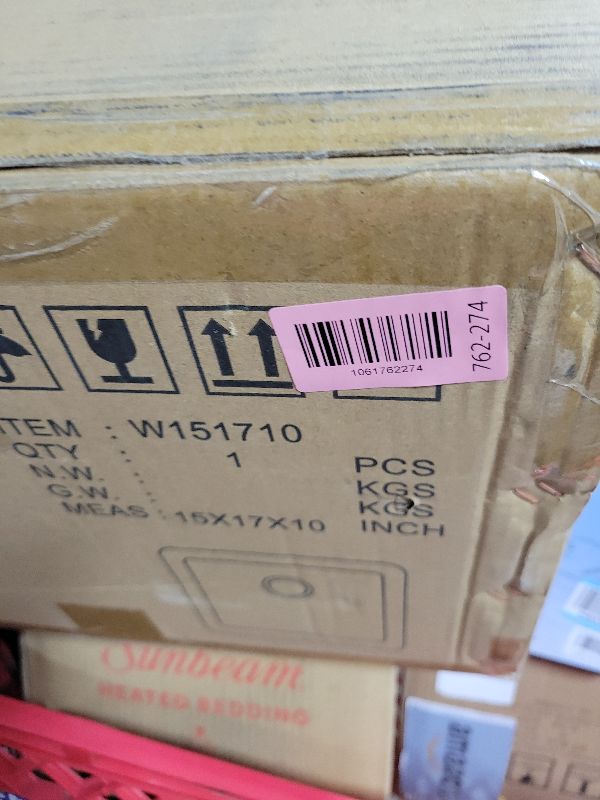 762-274
1061762274
ITEM : W151710
QTY : 1 PCS
N.W. : KGS
G.W. : KGS
MEAS : 15X17X10 INCH
Sunbeam
HEATED BEDDING